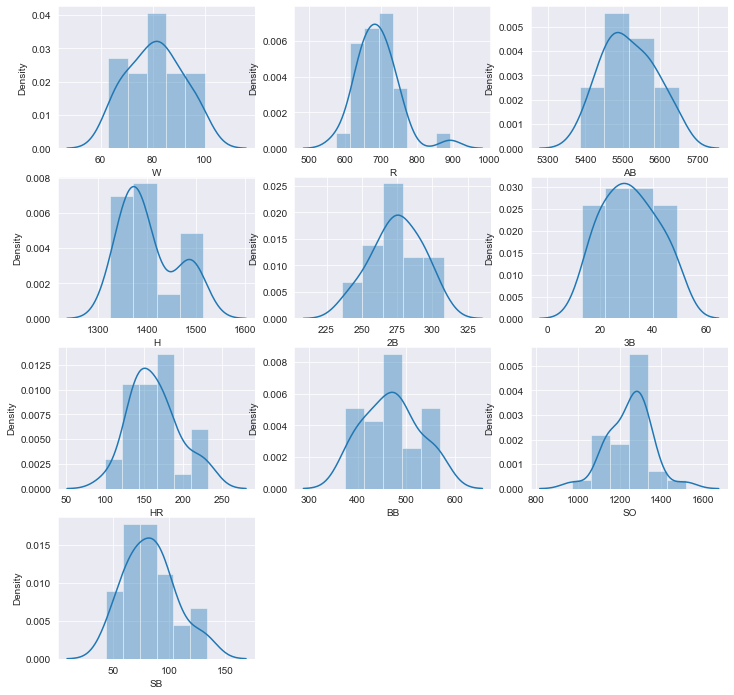 0.04
0.03
0.02
0.01
0.00
Density
60 80 100
W
0.006
0.004
0.002
0.000
Density
500 600 700 800 900 1000
R
0.005
0.004
0.003
0.002
0.001
0.000
Density
5300 5400 5500 5600 5700
AB
0.008
0.006
0.004
0.002
0.000
Density
1300 1400 1500 1600
H
0.025
0.020
0.015
0.010
0.005
0.000
Density
225 250 275 300 325
2B
0.030
0.025
0.020
0.015
0.010
0.005
0.000
Density
0 20 40 60
3B
0.0125
0.0100
0.0075
0.0050
0.0025
0.0000
Density
50 100 150 200 250
HR
0.008
0.006
0.004
0.002
0.000
Density
300 400 500 600
BB
0.005
0.004
0.003
0.002
0.001
0.000
Density
800 1000 1200 1400 1600
SO
0.015
0.010
0.005
0.000
Density
50 100 150
SB